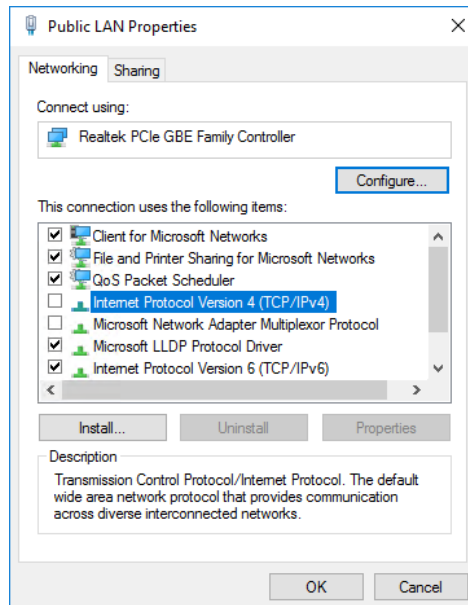 Public LAN Properties
Networking
Sharing
Connect using:
Realtek PCIe GBE Family Controller
Configure...
This connection uses the following items:
Client for Microsoft Networks
File and Printer Sharing for Microsoft Networks
QoS Packet Scheduler
Internet Protocol Version 4 (TCP/IPv4)
Microsoft Network Adapter Multiplexor Protocol
Microsoft LLDP Protocol Driver
Internet Protocol Version 6 (TCP/IPv6)
Install...
Uninstall
Properties
Description
Transmission Control Protocol/Internet Protocol. The default
wide area network protocol that provides communication
across diverse interconnected networks.
OK
Cancel